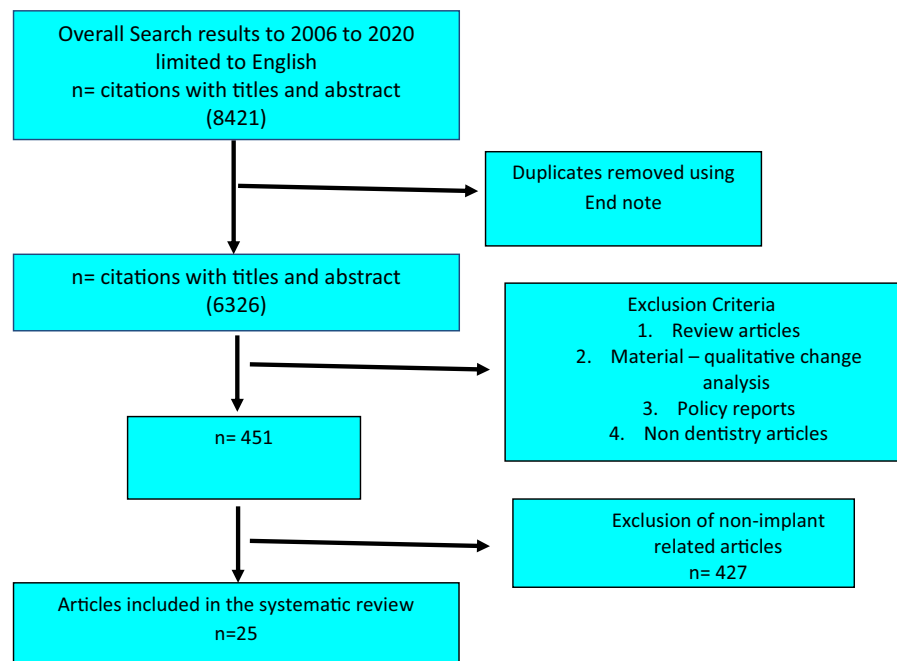 Overall Search results to 2006 to 2020
limited to English
n= citations with titles and abstract
(8421)
Duplicates removed using
End note
n= citations with titles and abstract
(6326)
Exclusion Criteria
1. Review articles
2. Material – qualitative change
analysis
3. Policy reports
4. Non dentistry articles
n= 451
Exclusion of non-implant
related articles
n= 427
Articles included in the systematic review
n=25